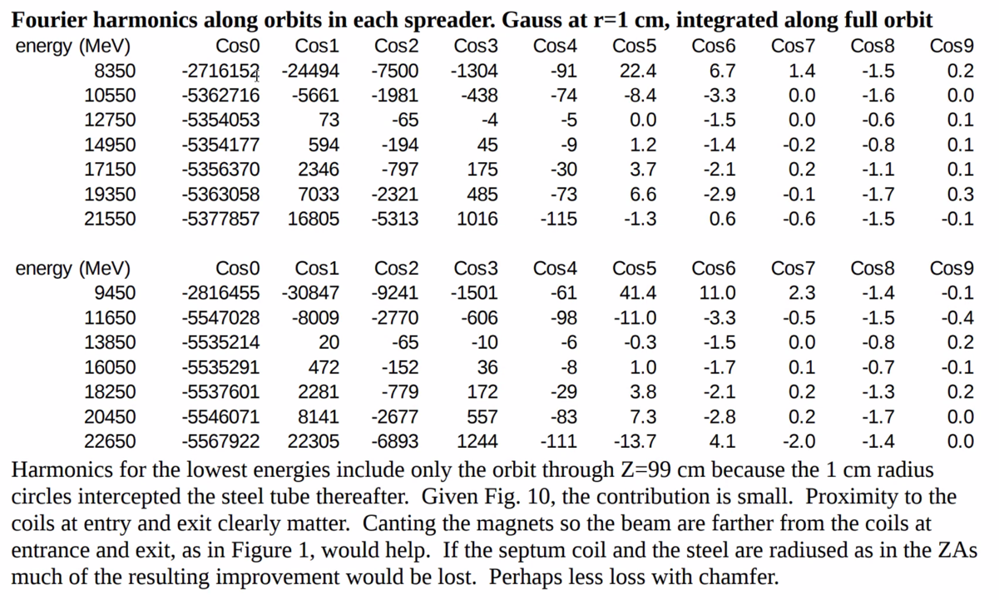 Fourier harmonics along orbits in each spreader. Gauss at r=1 cm, integrated along full orbit
energy (MeV) Cos0 Cos1 Cos2 Cos3 Cos4 Cos5 Cos6 Cos7 Cos8 Cos9
8350 -2716152 -24494 -7500 -1304 -91 22.4 6.7 1.4 -1.5 0.2
10550 -5362716 -5661 -1981 -438 -74 -8.4 -3.3 0.0 -1.6 0.0
12750 -5354053 73 -65 -4 -5 0.0 -1.5 0.0 -0.6 0.1
14950 -5354177 594 -194 45 -9 1.2 -1.4 -0.2 -0.8 0.1
17150 -5356370 2346 -797 175 -30 3.7 -2.1 0.2 -1.1 0.1
19350 -5363058 7033 -2321 485 -73 6.6 -2.9 -0.1 -1.7 0.3
21550 -5377857 16805 -5313 1016 -115 -1.3 0.6 -0.6 -1.5 -0.1
energy (MeV) Cos0 Cos1 Cos2 Cos3 Cos4 Cos5 Cos6 Cos7 Cos8 Cos9
9450 -2816455 -30847 -9241 -1501 -61 41.4 11.0 2.3 -1.4 -0.1
11650 -5547028 -8009 -2770 -606 -98 -11.0 -3.3 -0.5 -1.5 -0.4
13850 -5535214 20 -65 -10 -6 -0.3 -1.5 0.0 -0.8 0.2
16050 -5535291 472 -152 36 -8 1.0 -1.7 0.1 -0.7 -0.1
18250 -5537601 2281 -779 172 -29 3.8 -2.1 0.2 -1.3 0.2
20450 -5546071 8141 -2677 557 -83 7.3 -2.8 0.2 -1.7 0.0
22650 -5567922 22305 -6893 1244 -111 -13.7 4.1 -2.0 -1.4 0.0
Harmonics for the lowest energies include only the orbit through Z=99 cm because the 1 cm radius
circles intercepted the steel tube thereafter.  Given Fig. 10, the contribution is small.  Proximity to the
coils at entry and exit clearly matter.  Canting the magnets so the beam are farther from the coils at
entrance and exit, as in Figure 1, would help.  If the septum coil and the steel are radiused as in the ZAs
much of the resulting improvement would be lost.  Perhaps less loss with chamfer.